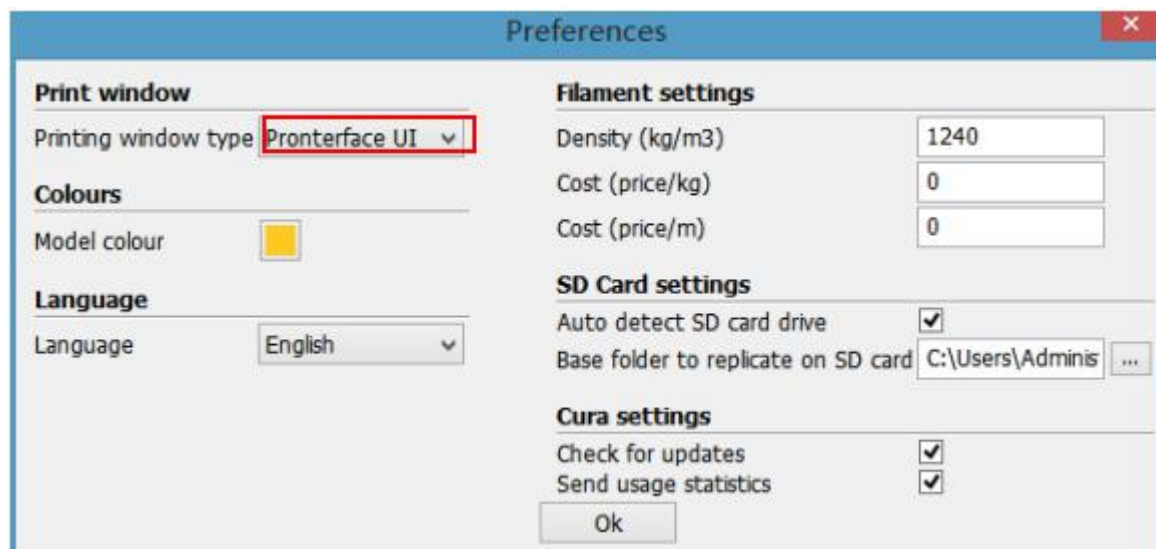 Preferences
Print window
Printing window type Pronterface UI
Colours
Model colour
Language
Language English
Filament settings
Density (kg/m3) 1240
Cost (price/kg) 0
Cost (price/m) 0
SD Card settings
Auto detect SD card drive
Base folder to replicate on SD card C:\Users\Adminis ...
Cura settings
Check for updates
Send usage statistics
Ok